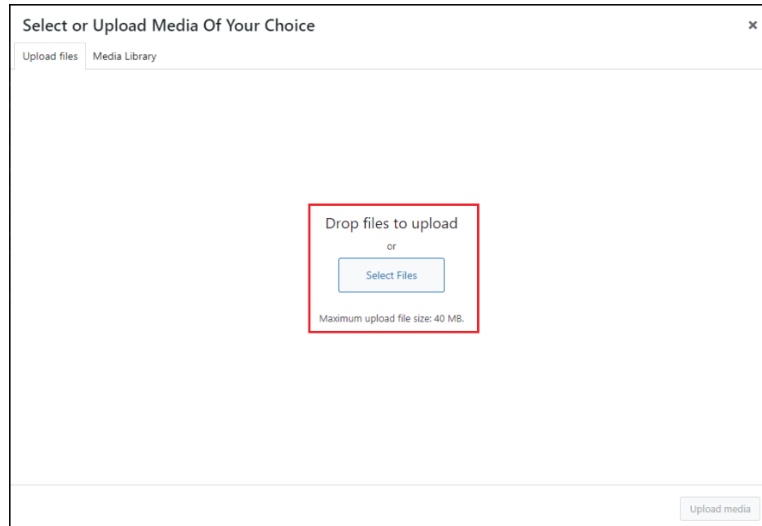 Select or Upload Media Of Your Choice
×
Upload files
Media Library
Drop files to upload
or
Select Files
Maximum upload file size: 40 MB.
Upload media